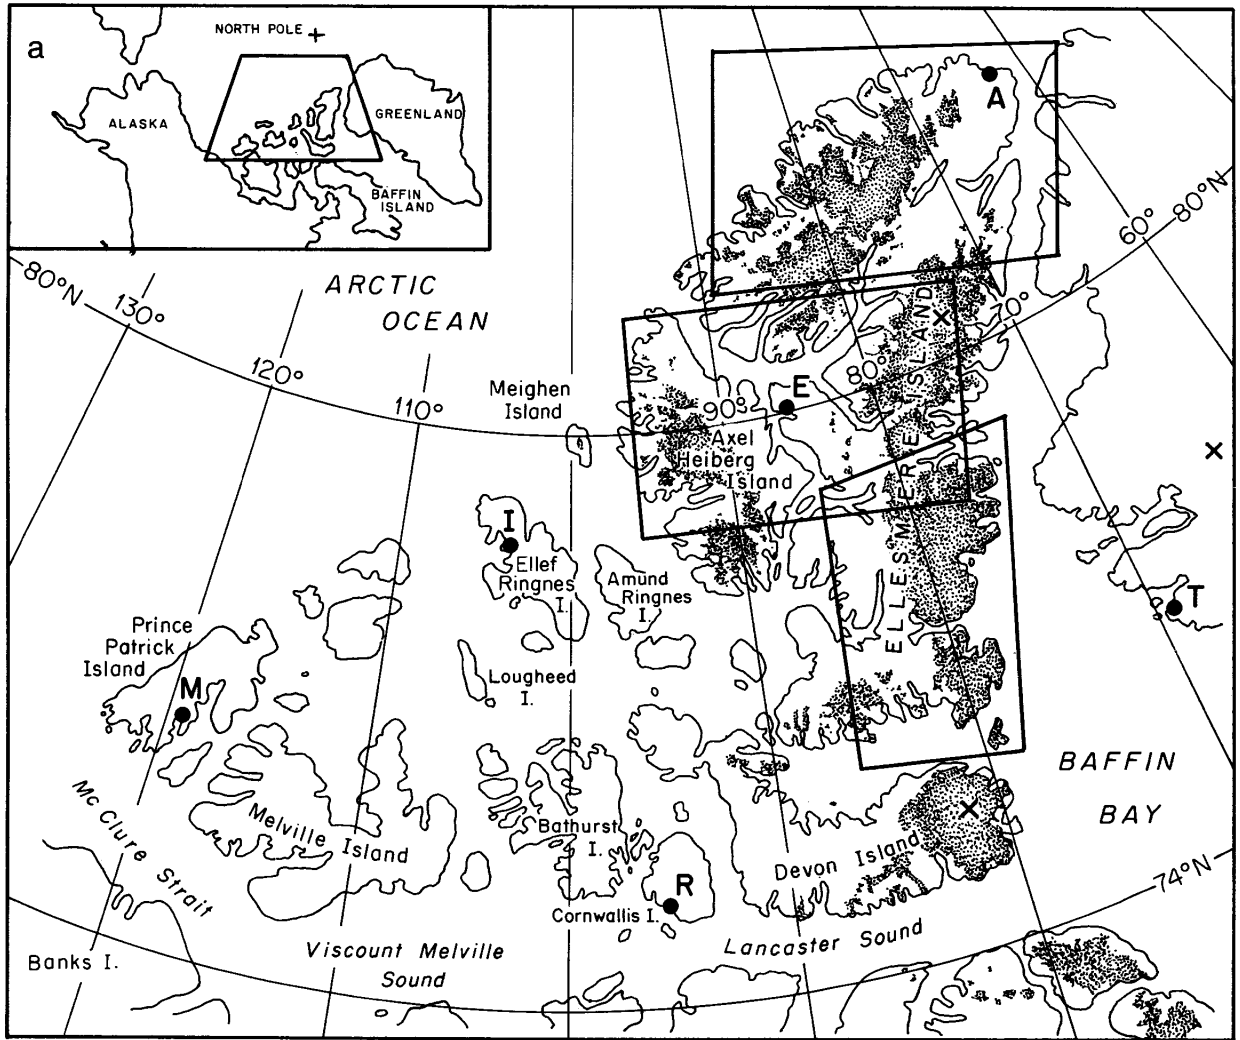 a
NORTH POLE
ALASKA
GREENLAND
BAFFIN
ISLAND
A
80°N
60°
80°N
130°
ARCTIC
OCEAN
120°
110°
70°
80°
90°
Meighen
Island
E
Axel
Heiberg
Island
ELLESMERE ISLAND
I
Ellef
Ringnes
I.
Amund
Ringnes
I.
T
Prince
Patrick
Island
M
Lougheed
I.
BAFFIN
BAY
Mc Clure Strait
Melville Island
Bathurst
I.
Devon Island
R
Cornwallis I.
74°N
Banks I.
Viscount Melville
Sound
Lancaster Sound